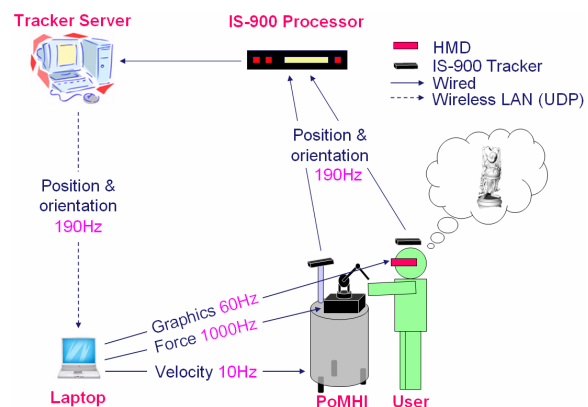 Tracker Server
IS-900 Processor
HMD
IS-900 Tracker
Wired
Wireless LAN (UDP)
Position &
orientation
190Hz
Position &
orientation
190Hz
Graphics 60Hz
Force 1000Hz
Velocity 10Hz
Laptop
PoMHI
User